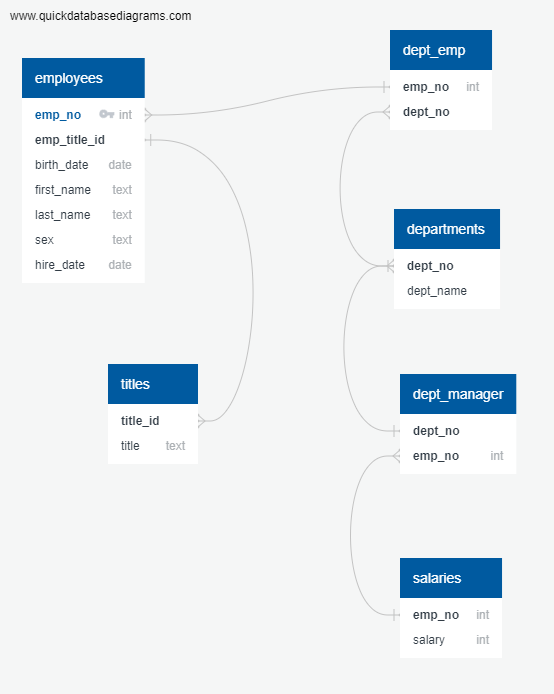 www.quickdatabasediagrams.com
employees
emp_no int
emp_title_id
birth_date date
first_name text
last_name text
sex text
hire_date date
titles
title_id
title text
dept_emp
emp_no int
dept_no
departments
dept_no
dept_name
dept_manager
dept_no
emp_no int
salaries
emp_no int
salary int